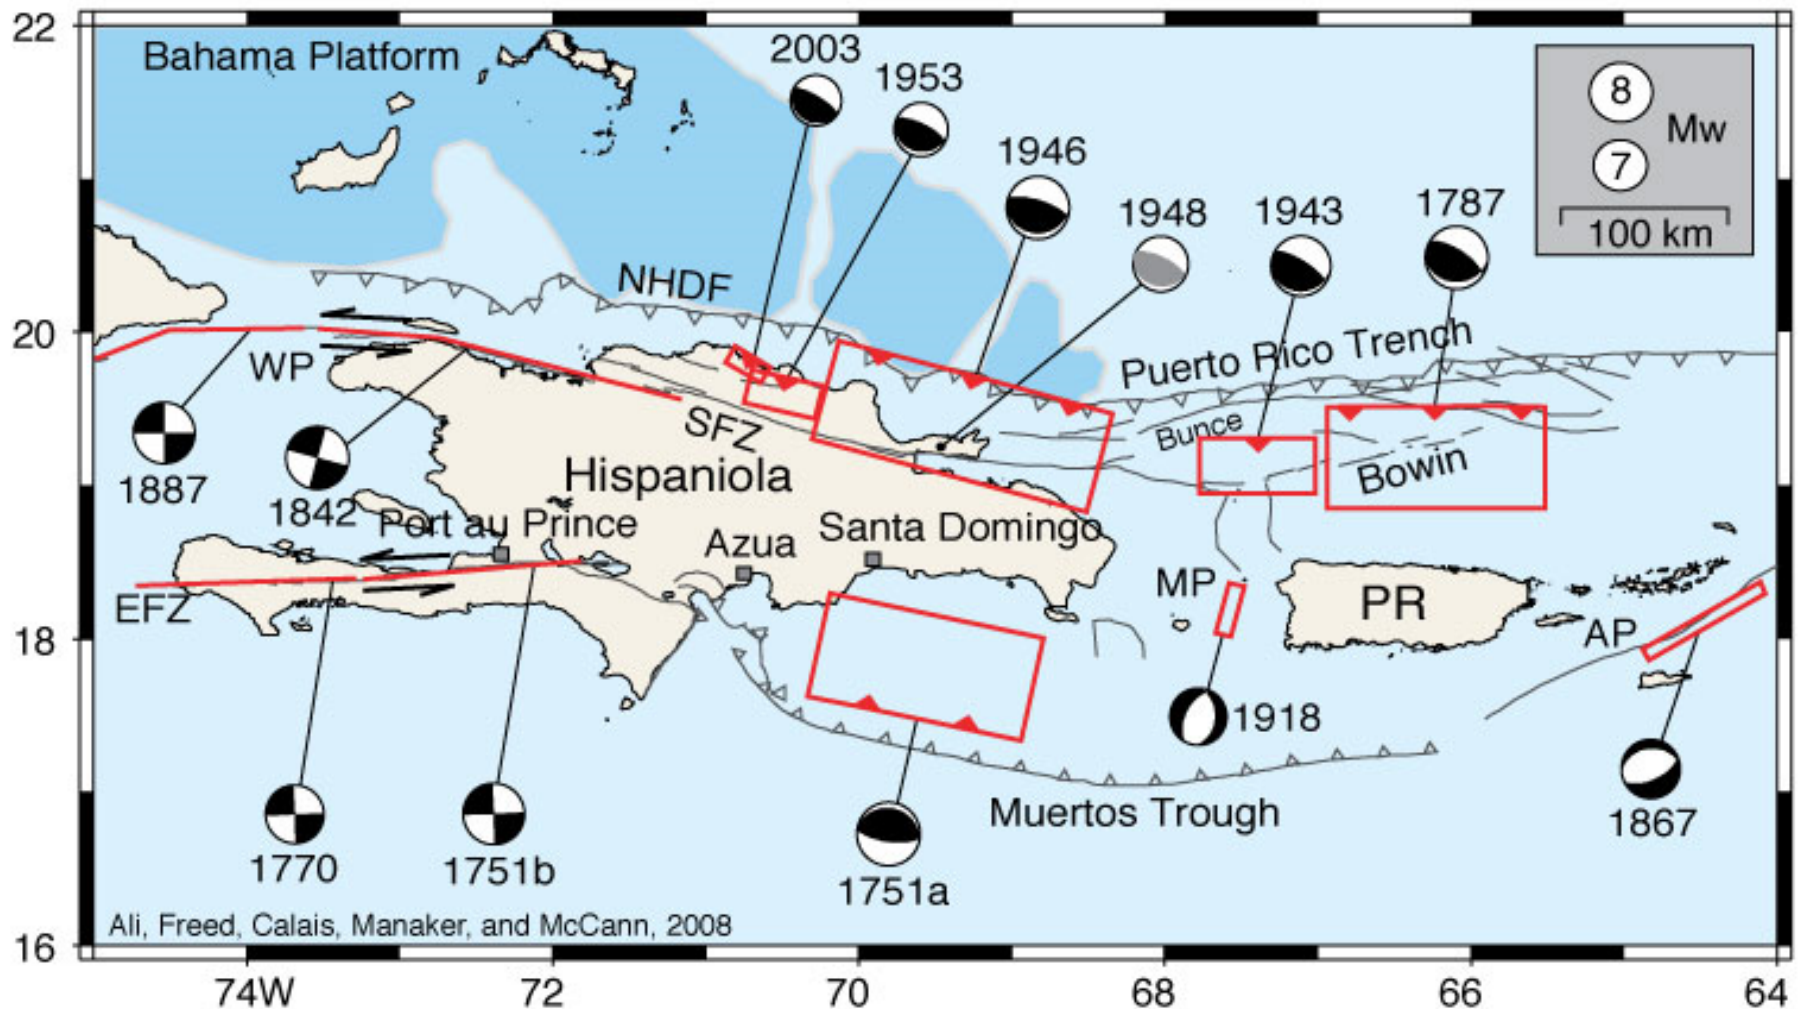 22
Bahama Platform
2003
1953
1946
1948
1943
1787
8
7
Mw
100 km
NHDF
20
WP
Puerto Rico Trench
SFZ
Bunce
Bowin
1887
1842
Hispaniola
Port au Prince
Azua
Santa Domingo
EFZ
MP
PR
AP
18
1918
1867
1770
1751b
1751a
Muertos Trough
Ali, Freed, Calais, Manaker, and McCann, 2008
16
74W
72
70
68
66
64